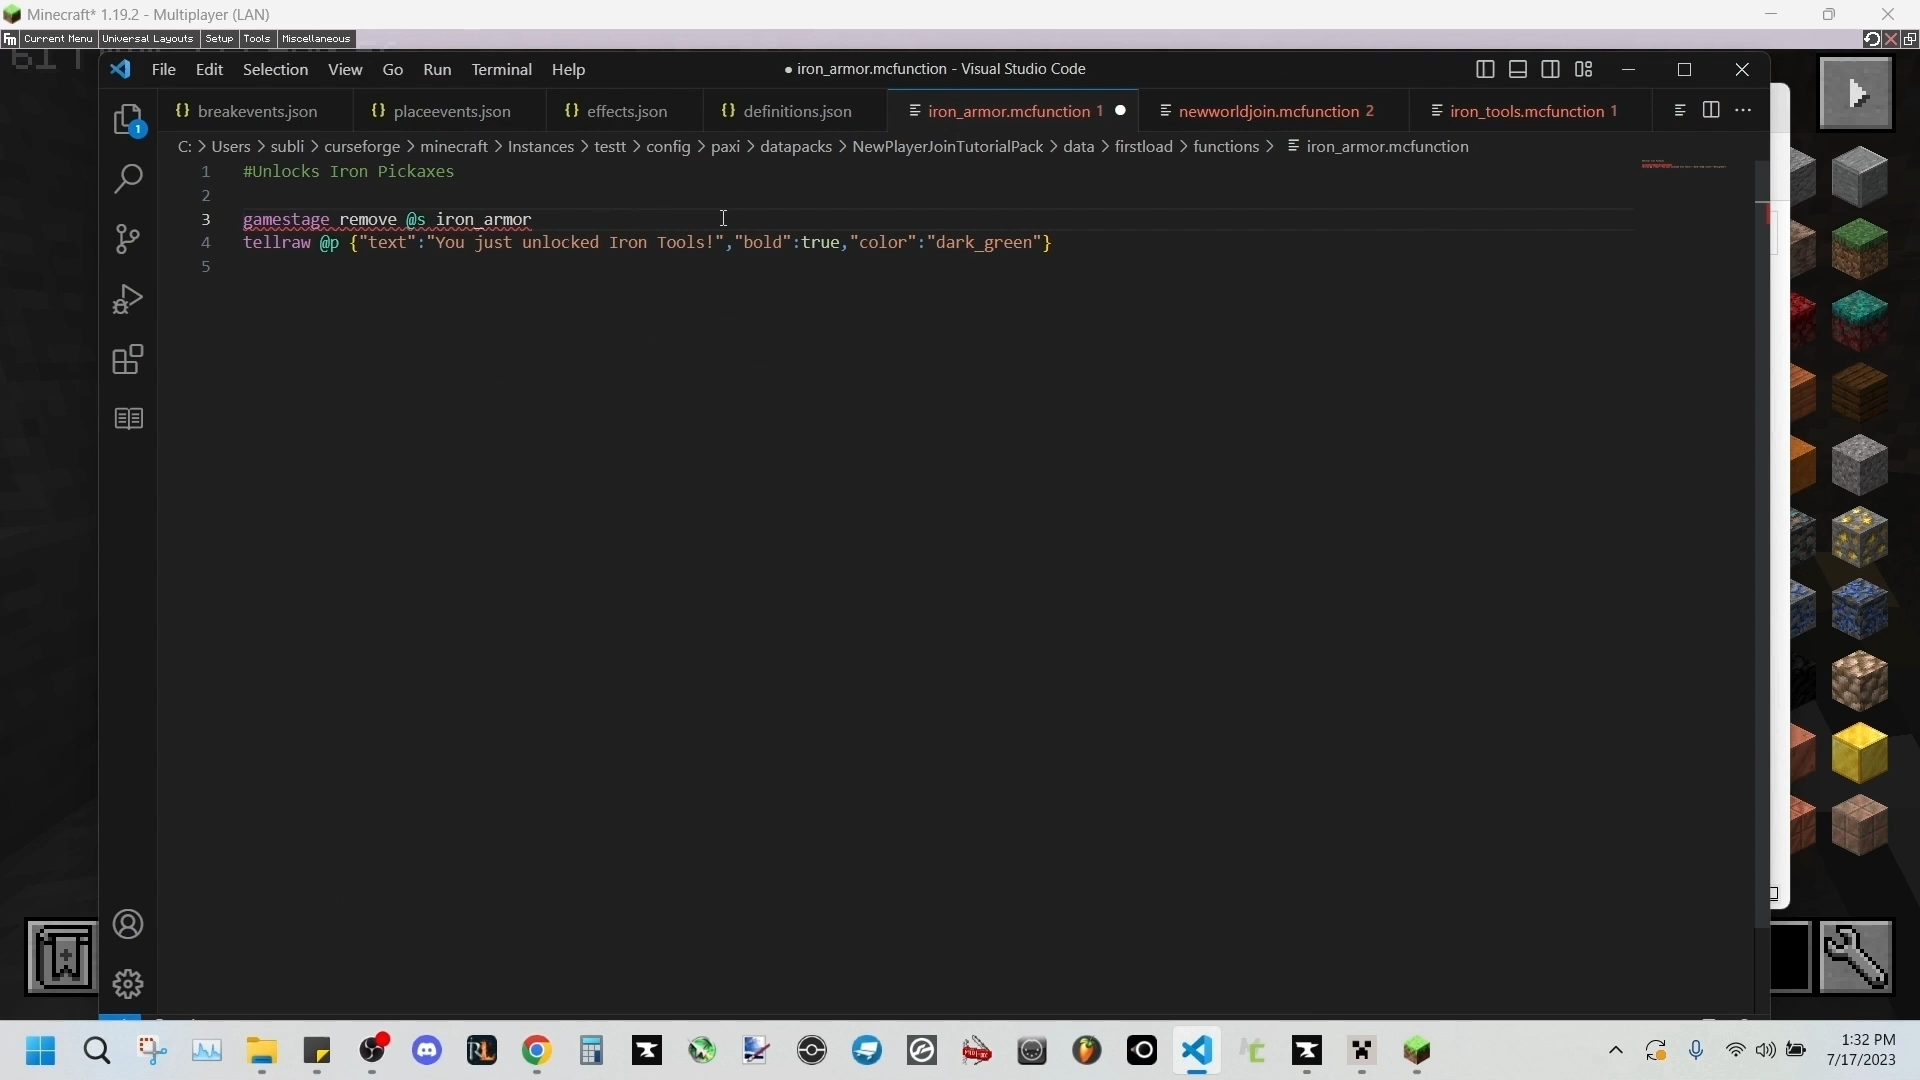 Minecraft* 1.19.2 - Multiplayer (LAN)
Fm Current Menu Universal Layouts Setup Tools Miscellaneous
File Edit Selection View Go Run Terminal Help ● iron_armor.mcfunction - Visual Studio Code
{} breakevents.json {} placeevents.json {} effects.json {} definitions.json iron_armor.mcfunction 1 newworldjoin.mcfunction 2 iron_tools.mcfunction 1
C: > Users > subli > curseforge > minecraft > Instances > testt > config > paxi > datapacks > NewPlayerJoinTutorialPack > data > firstload > functions > iron_armor.mcfunction
1 #Unlocks Iron Pickaxes
2
3 gamestage remove @s iron_armor
4 tellraw @p {"text":"You just unlocked Iron Tools!","bold":true,"color":"dark_green"}
5
1
1:32 PM
7/17/2023